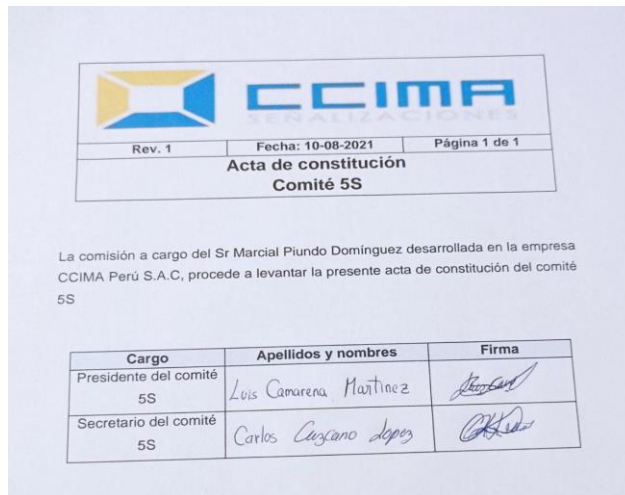 CCIMA
SEÑALIZACIONES
Rev. 1 Fecha: 10-08-2021 Página 1 de 1
Acta de constitución
Comité 5S
La comisión a cargo del Sr Marcial Piundo Domínguez desarrollada en la empresa
CCIMA Perú S.A.C, procede a levantar la presente acta de constitución del comité
5S
Cargo Apellidos y nombres Firma
Presidente del comité
5S
Luis Camarena Martinez
Secretario del comité
5S
Carlos Cuzcano Lopez